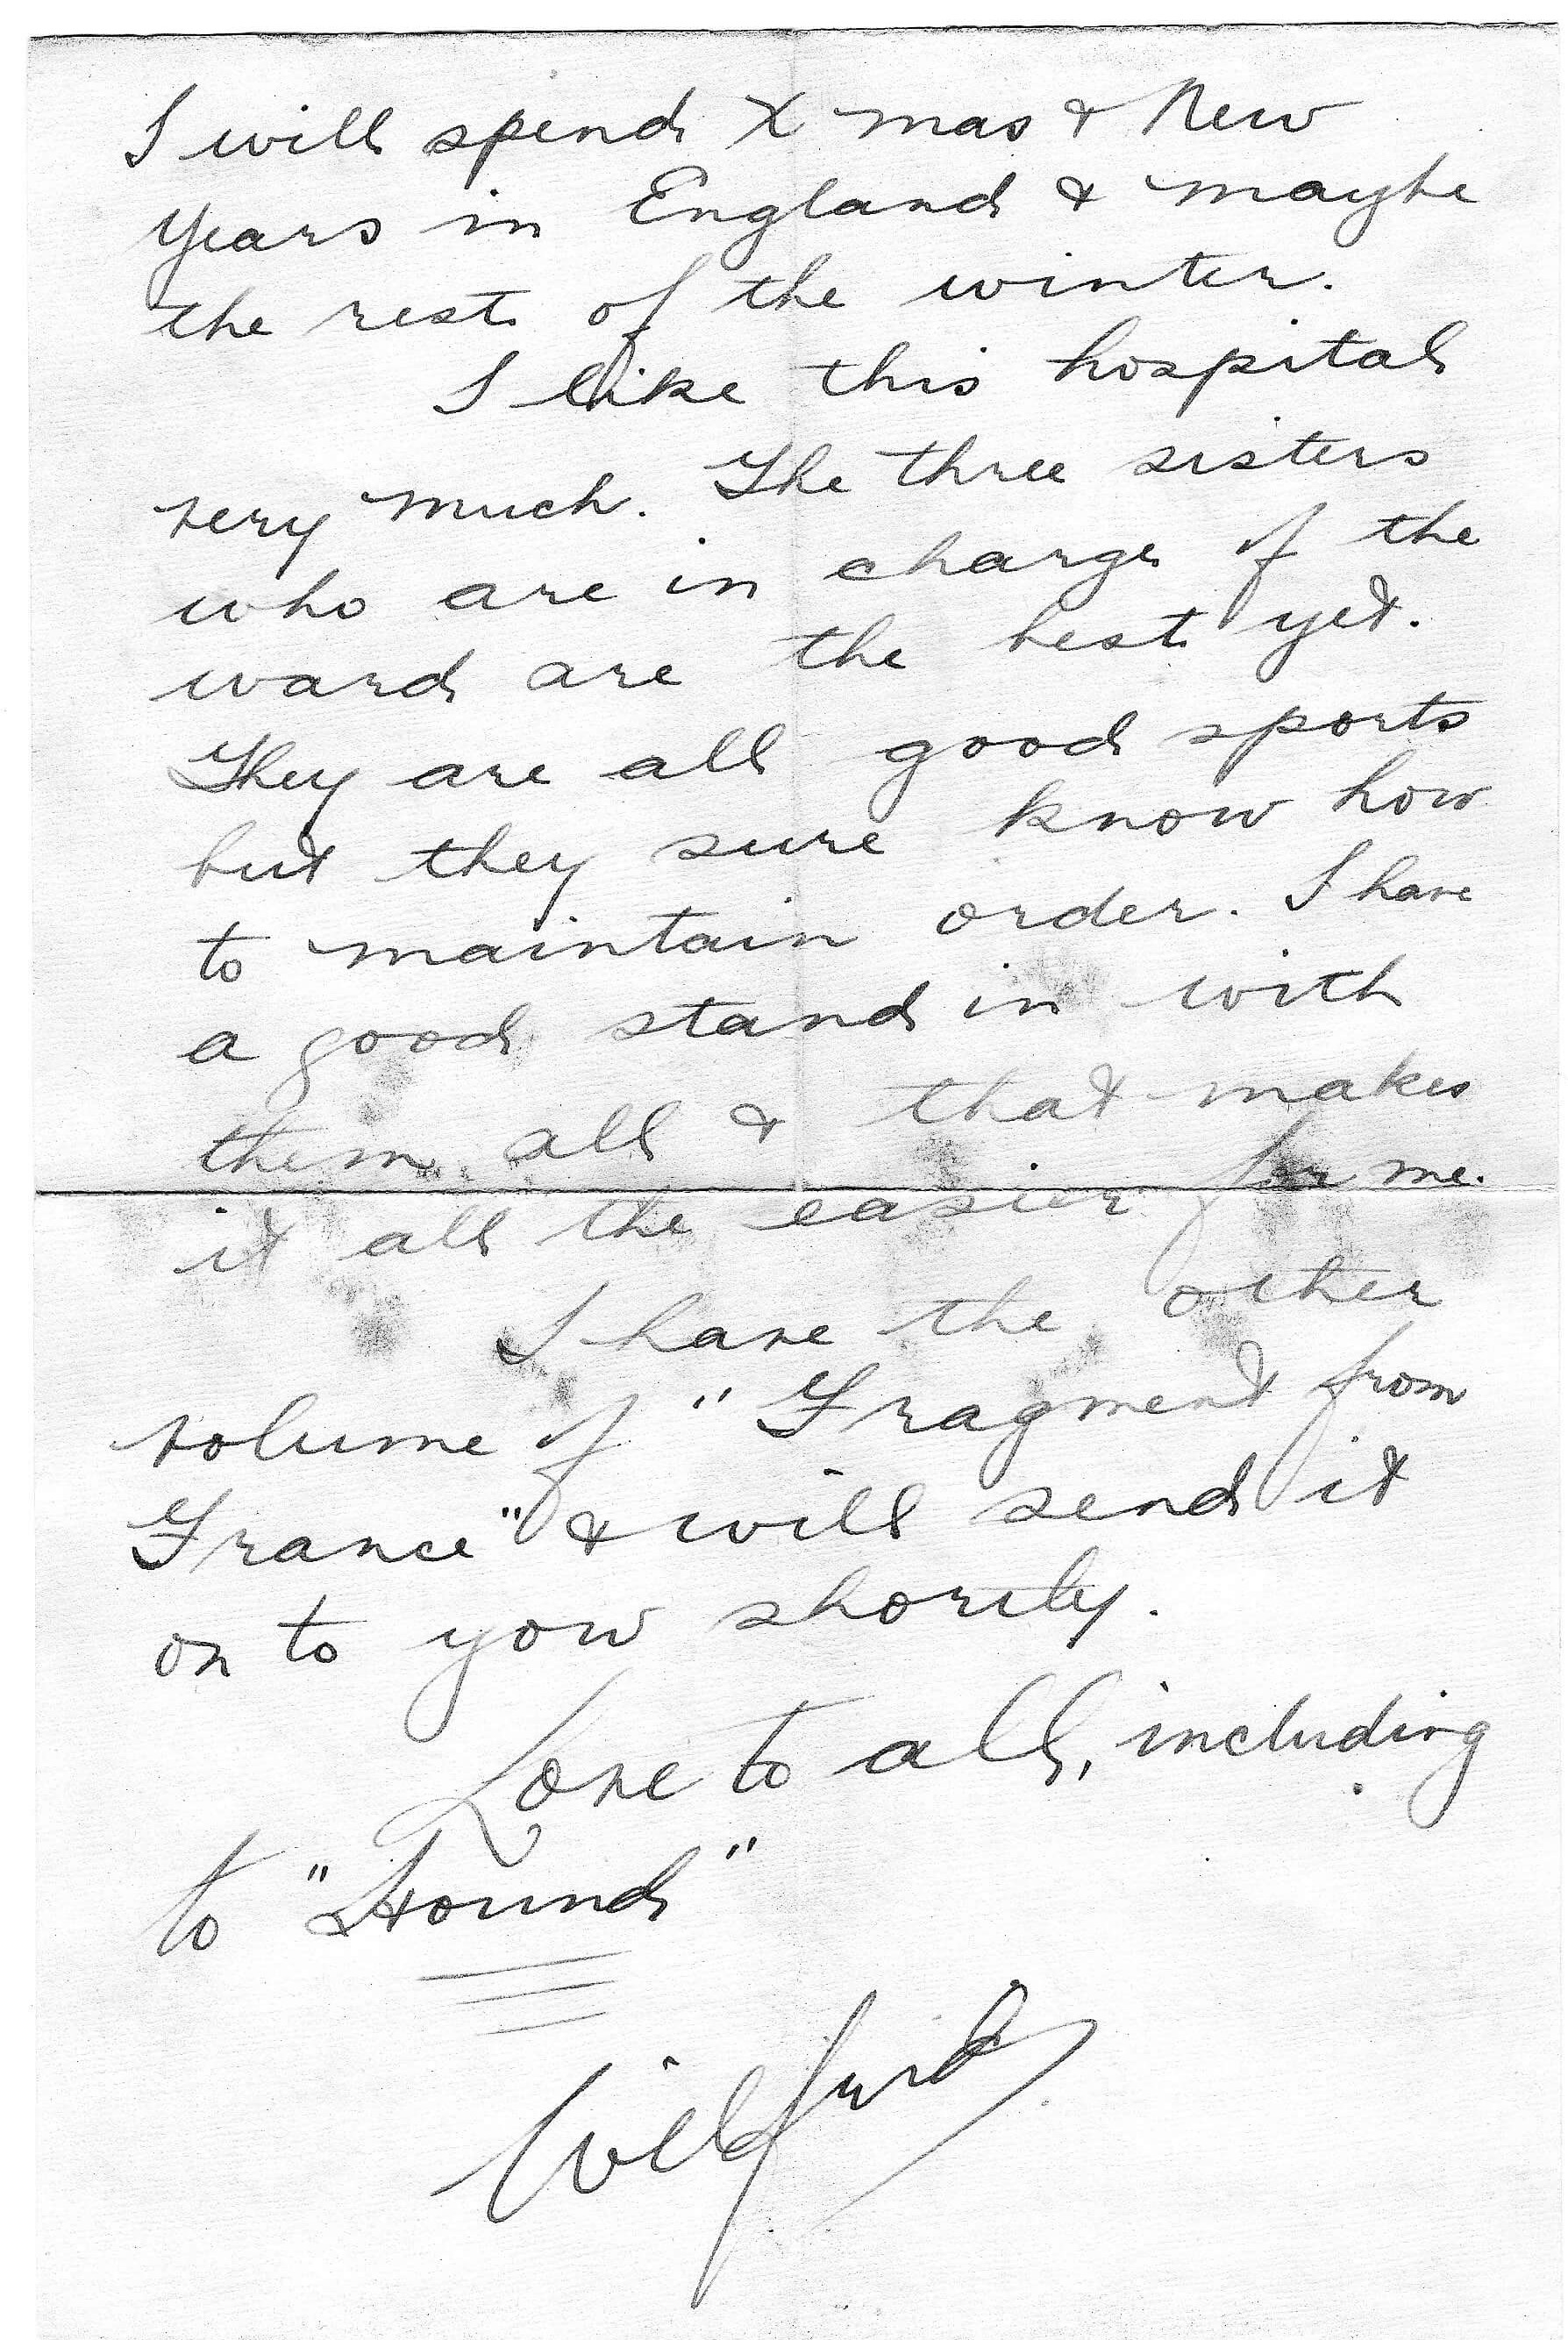 I will spend X mas & New
Years in England & maybe
the rest of the winter.
I like this hospital
very much. The three sisters
who are in charge of the
ward are the best yet.
They are all good sports
but they sure know how
to maintain order. I have
a good stand in with
them all & that makes
it all the easier for me.
I have the other
volume of "Fragment from
France" & will send it
on to you shortly.
Love to all, including
to "Hound"
Wilfrid